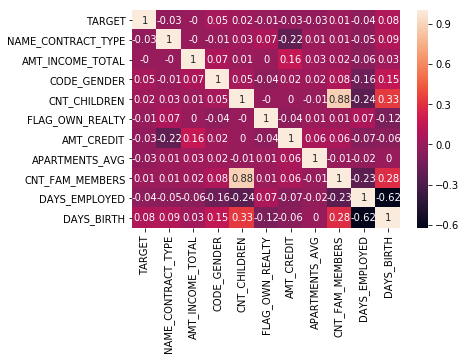 TARGET 1 -0.03 -0 0.05 0.02 -0.01 -0.03 -0.03 0.01 -0.04 0.08
NAME_CONTRACT_TYPE -0.03 1 -0 -0.01 0.03 0.07 -0.22 0.01 0.01 -0.05 0.09
AMT_INCOME_TOTAL -0 -0 1 0.07 0.01 0 0.16 0.03 0.02 -0.06 0.03
CODE_GENDER 0.05 -0.01 0.07 1 0.05 -0.04 0.02 0.02 0.08 -0.16 0.15
CNT_CHILDREN 0.02 0.03 0.01 0.05 1 -0 0 -0.01 0.88 -0.24 0.33
FLAG_OWN_REALTY -0.01 0.07 0 -0.04 -0 1 -0.04 0.01 0.01 0.07 -0.12
AMT_CREDIT -0.03 -0.22 0.16 0.02 0 -0.04 1 0.06 0.06 -0.07 -0.06
APARTMENTS_AVG -0.03 0.01 0.03 0.02 -0.01 0.01 0.06 1 -0.01 -0.02 0
CNT_FAM_MEMBERS 0.01 0.01 0.02 0.08 0.88 0.01 0.06 -0.01 1 -0.23 0.28
DAYS_EMPLOYED -0.04 -0.05 -0.06 -0.16 -0.24 0.07 -0.07 -0.02 -0.23 1 -0.62
DAYS_BIRTH 0.08 0.09 0.03 0.15 0.33 -0.12 -0.06 0 0.28 -0.62 1
TARGET
NAME_CONTRACT_TYPE
AMT_INCOME_TOTAL
CODE_GENDER
CNT_CHILDREN
FLAG_OWN_REALTY
AMT_CREDIT
APARTMENTS_AVG
CNT_FAM_MEMBERS
DAYS_EMPLOYED
DAYS_BIRTH
0.9
0.6
0.3
0.0
-0.3
-0.6